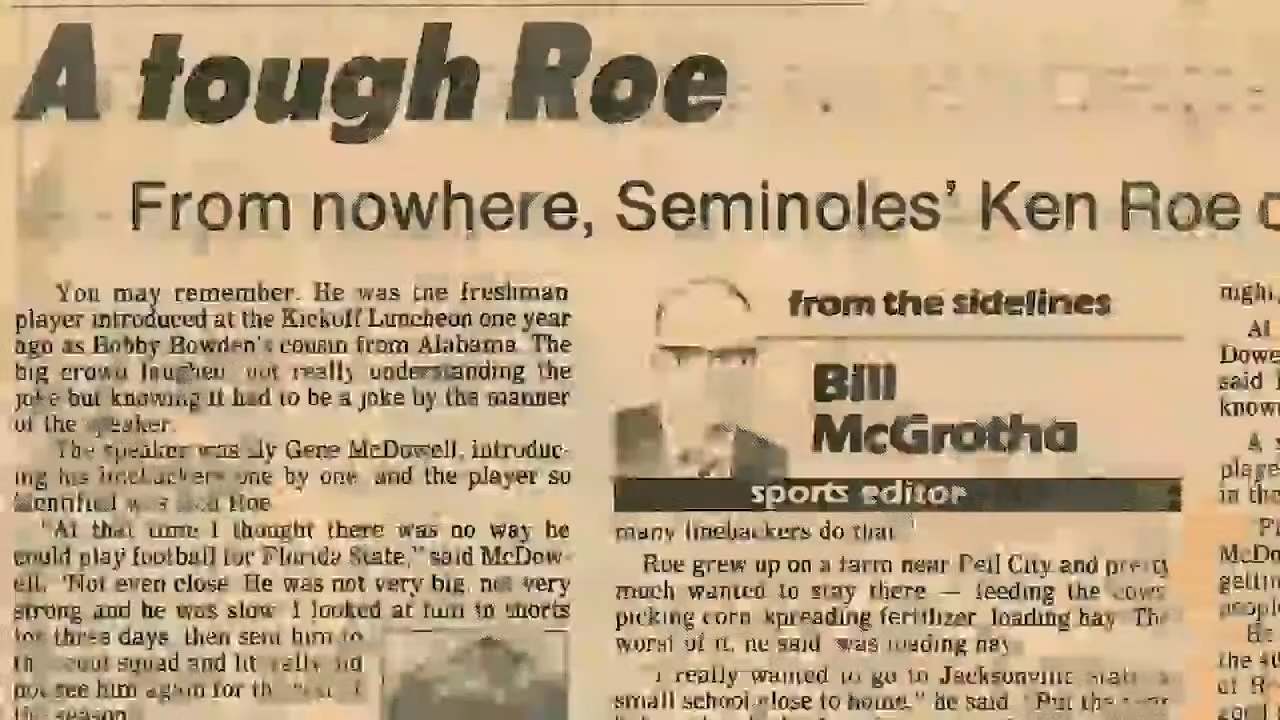 A tough Roe
From nowhere, Seminoles' Ken Roe
You may remember. He was the freshman
player introduced at the Kickoff Luncheon one year
ago as Bobby Bowden's cousin from Alabama. The
big crowd laughed, not really understanding the
joke but knowing it had to be a joke by the manner
of the speaker.
The speaker was Gene McDowell, introduc-
ing his linebackers one by one, and the player so
identified was Roe
"At that time I thought there was no way he
could play football for Florida State," said McDow-
ell. "Not even close. He was not very big, not very
strong and he was slow. I looked at him in shorts
for three days, then sent him to
the scout squad and
not see him again for the
the season
from the sidelines
Bill
McGrotha
sports editor
many linebackers do that."
Roe grew up on a farm near Pell City and pretty
much wanted to stay there — feeding the cows
picking corn, spreading fertilizer, loading hay. The
worst of it, he said, was loading hay.
I really wanted to go to Jacksonville State, a
small school close to home," he said. "But the
said
McDo
the